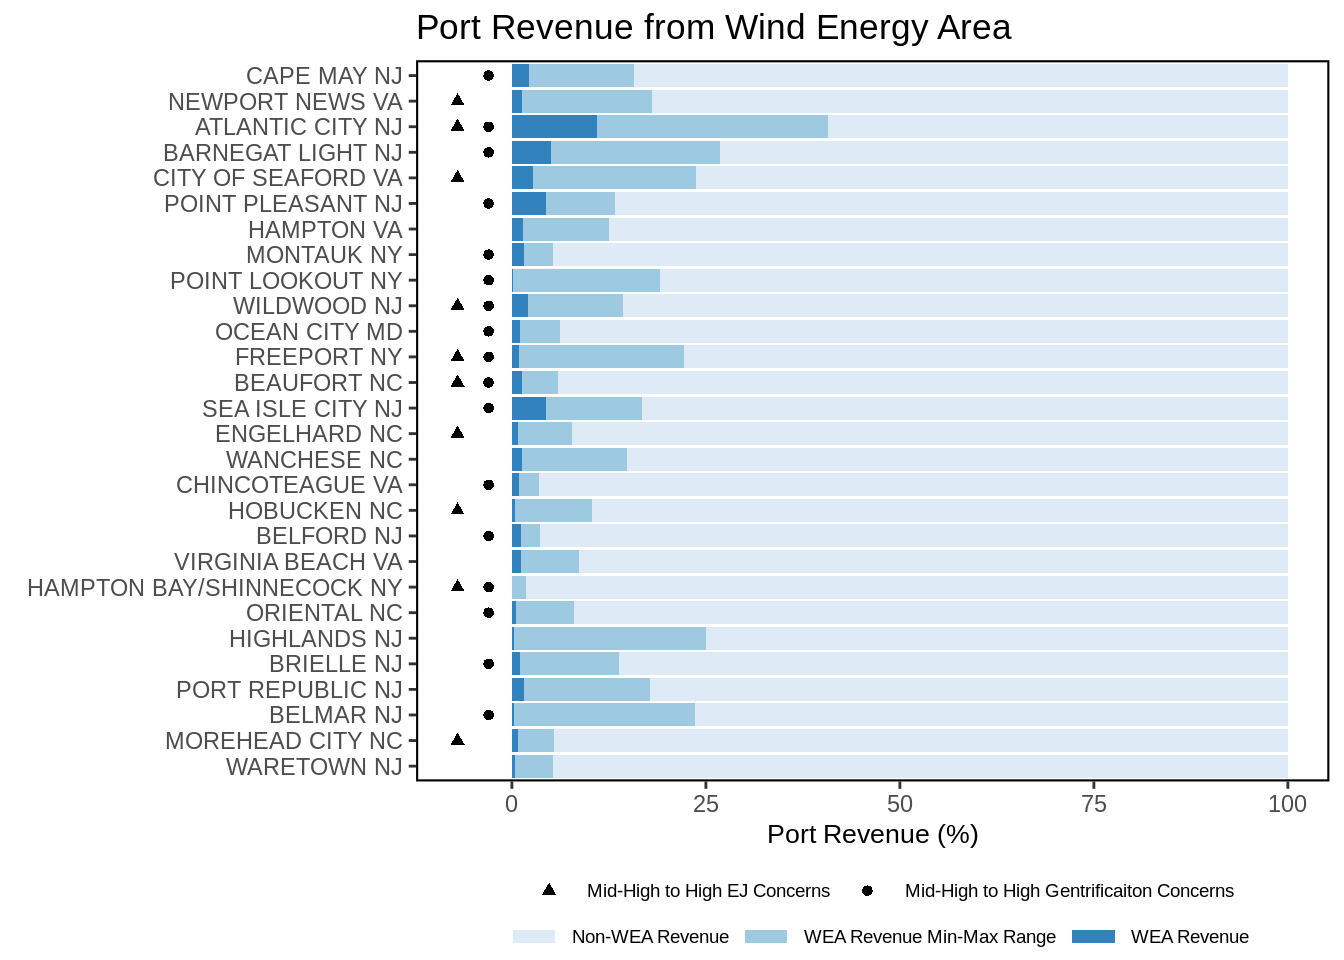 Port Revenue from Wind Energy Area
CAPE MAY NJ
NEWPORT NEWS VA
ATLANTIC CITY NJ
BARNEGAT LIGHT NJ
CITY OF SEAFORD VA
POINT PLEASANT NJ
HAMPTON VA
MONTAUK NY
POINT LOOKOUT NY
WILDWOOD NJ
OCEAN CITY MD
FREEPORT NY
BEAUFORT NC
SEA ISLE CITY NJ
ENGELHARD NC
WANCHESE NC
CHINCOTEAGUE VA
HOBUCKEN NC
BELFORD NJ
VIRGINIA BEACH VA
HAMPTON BAY/SHINNECOCK NY
ORIENTAL NC
HIGHLANDS NJ
BRIELLE NJ
PORT REPUBLIC NJ
BELMAR NJ
MOREHEAD CITY NC
WARETOWN NJ
0 25 50 75 100
Port Revenue (%)
Mid-High to High EJ Concerns Mid-High to High Gentrificaiton Concerns
Non-WEA Revenue WEA Revenue Min-Max Range WEA Revenue